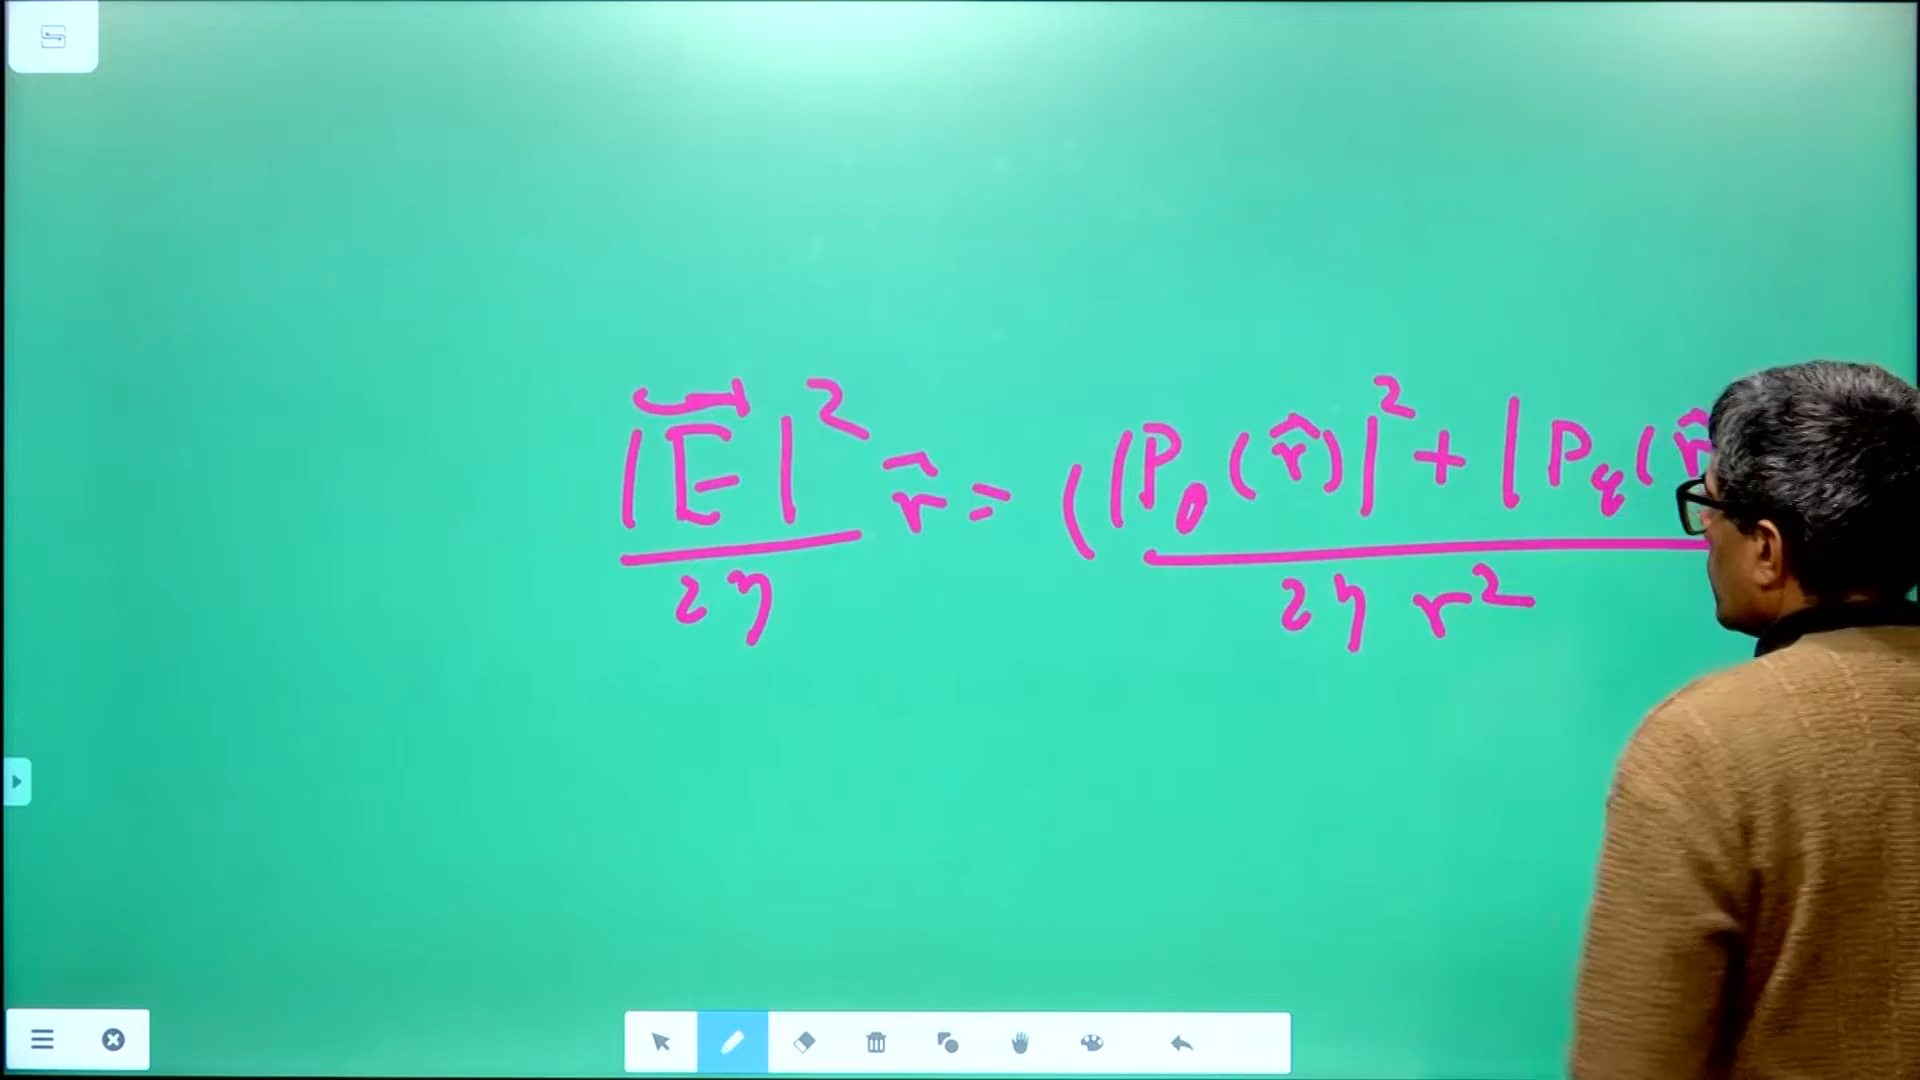 |E⃗|²/2η r̂ = (|P_θ(r̂)|² + |P_φ(r̂
2η r²